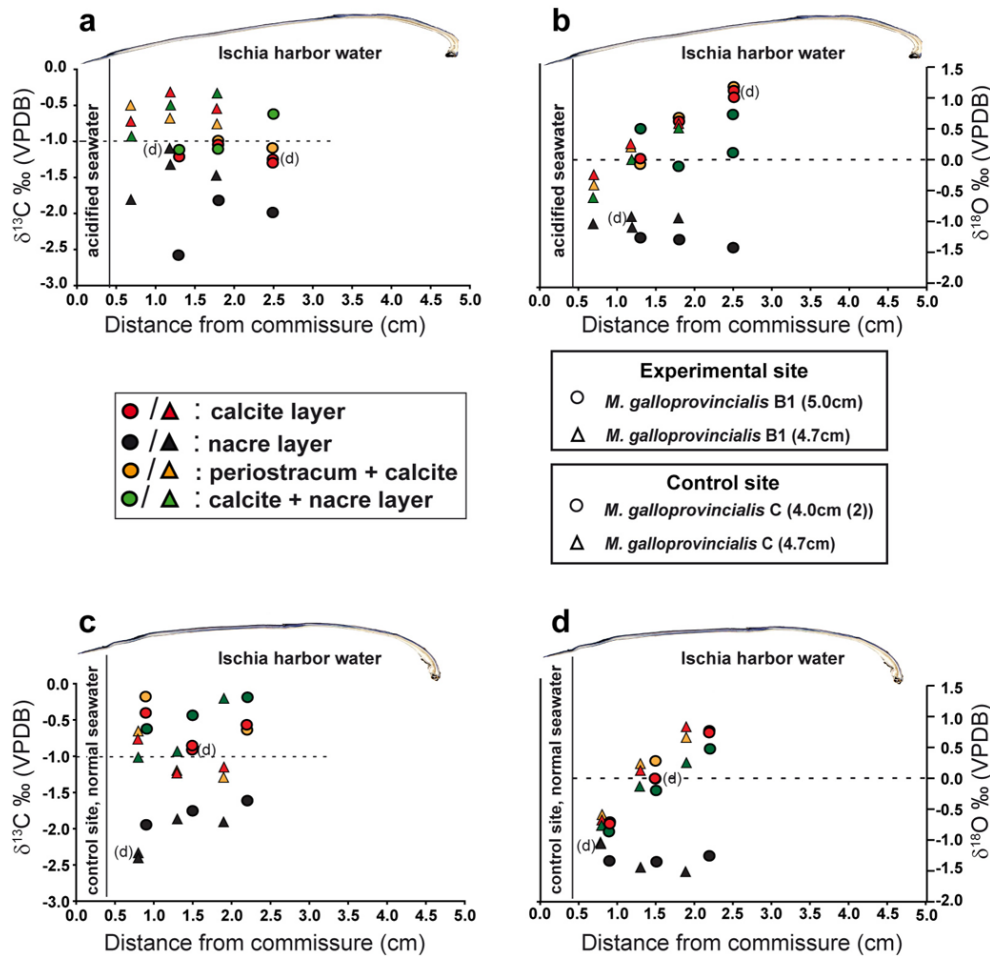 a
Ischia harbor water
acidified seawater
δ13C ‰ (VPDB)
0.0
-0.5
-1.0
-1.5
-2.0
-2.5
-3.0
(d)
(d)
0.0 0.5 1.0 1.5 2.0 2.5 3.0 3.5 4.0 4.5 5.0
Distance from commissure (cm)
b
Ischia harbor water
acidified seawater
1.5
1.0
0.5
0.0
-0.5
-1.0
-1.5
-2.0
δ18O ‰ (VPDB)
(d)
(d)
0.0 0.5 1.0 1.5 2.0 2.5 3.0 3.5 4.0 4.5 5.0
Distance from commissure (cm)
/ : calcite layer
/ : nacre layer
/ : periostracum + calcite
/ : calcite + nacre layer
Experimental site
M. galloprovincialis B1 (5.0cm)
M. galloprovincialis B1 (4.7cm)
Control site
M. galloprovincialis C (4.0cm (2))
M. galloprovincialis C (4.7cm)
c
Ischia harbor water
control site, normal seawater
δ13C ‰ (VPDB)
0.0
-0.5
-1.0
-1.5
-2.0
-2.5
-3.0
(d)
(d)
0.0 0.5 1.0 1.5 2.0 2.5 3.0 3.5 4.0 4.5 5.0
Distance from commissure (cm)
d
Ischia harbor water
control site, normal seawater
1.5
1.0
0.5
0.0
-0.5
-1.0
-1.5
-2.0
δ18O ‰ (VPDB)
(d)
(d)
0.0 0.5 1.0 1.5 2.0 2.5 3.0 3.5 4.0 4.5 5.0
Distance from commissure (cm)